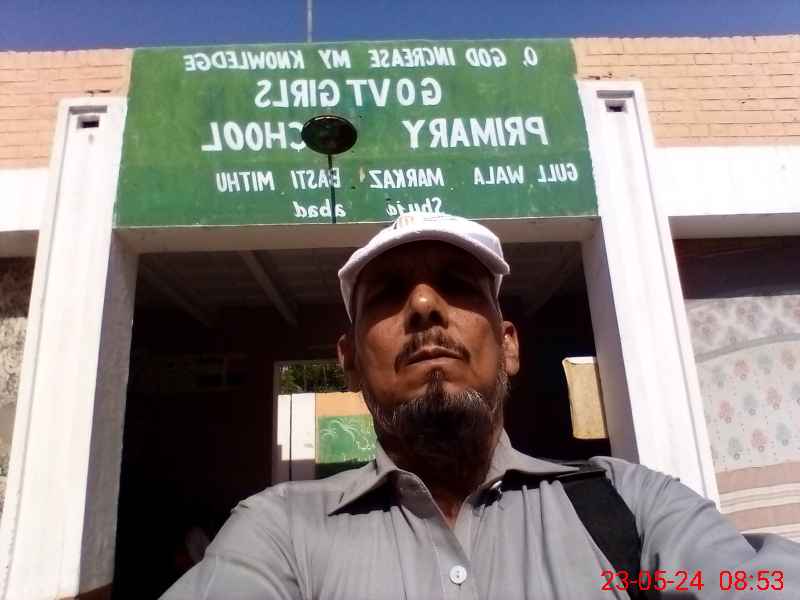 O, GOD INCREASE MY KNOWLEDGE
GOVT GIRLS
PRIMARY SCHOOL
GULL WALA MARKAZ BASTI MITHU
Shuja abad
23-05-24 08:53